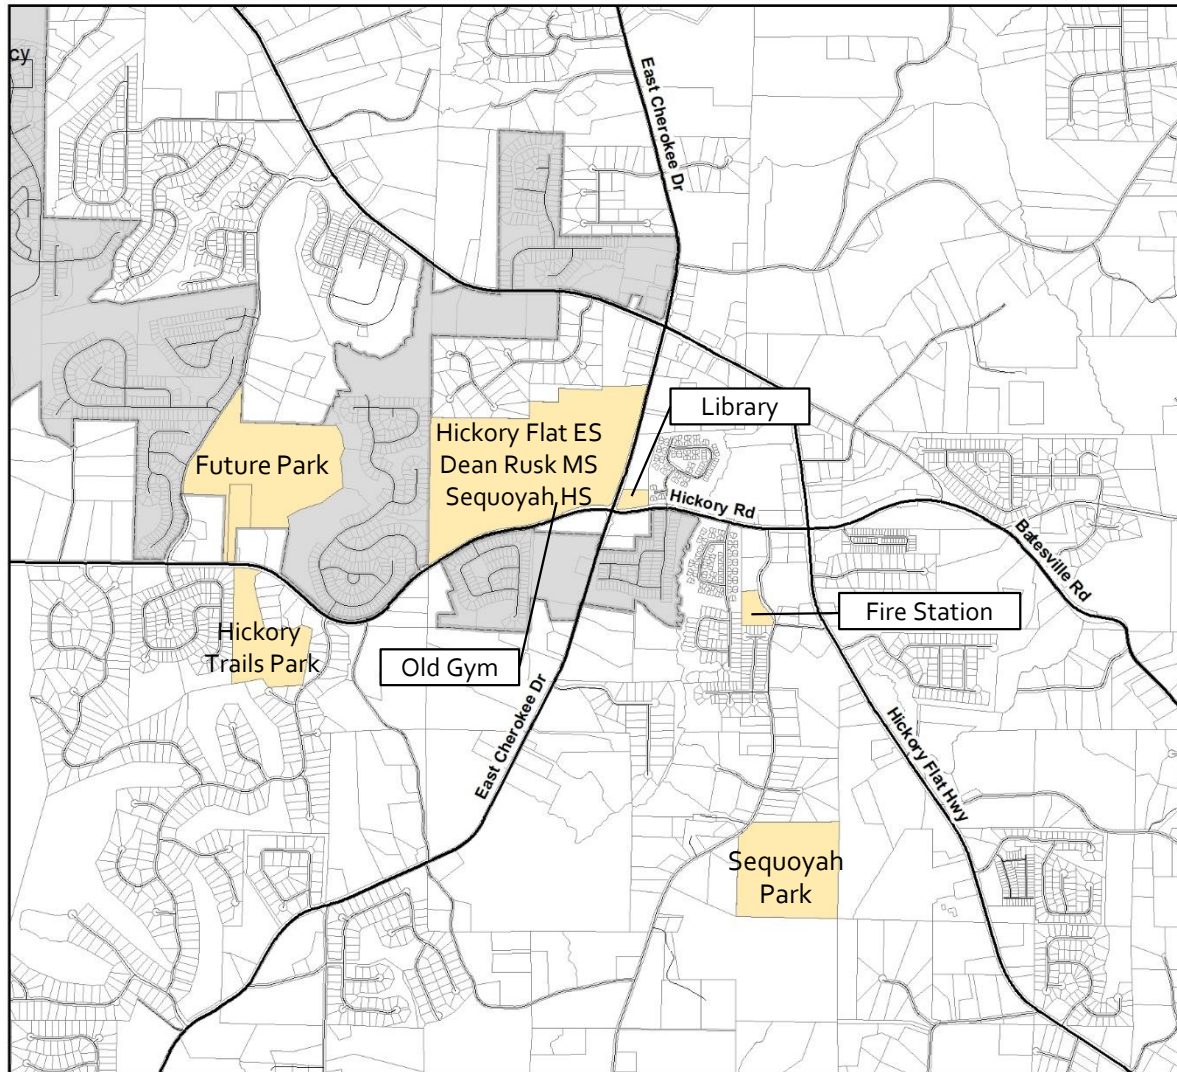 cy
East Cherokee Dr
Library
Hickory Flat ES
Dean Rusk MS
Sequoyah HS
Future Park
Hickory Rd
Batesville Rd
Fire Station
Hickory
Trails Park
Old Gym
East Cherokee Dr
Hickory Flat Hwy
Sequoyah
Park